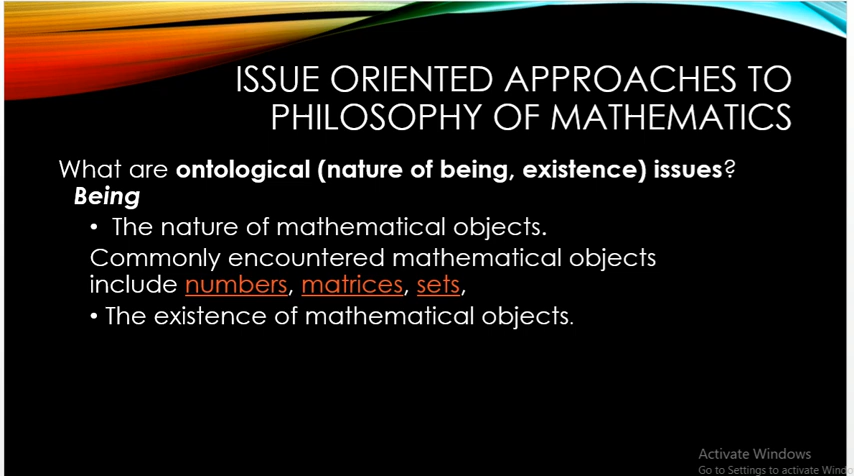 ISSUE ORIENTED APPROACHES TO
PHILOSOPHY OF MATHEMATICS
What are ontological (nature of being, existence) issues?
Being
• The nature of mathematical objects.
Commonly encountered mathematical objects
include numbers, matrices, sets,
• The existence of mathematical objects.
Activate Windows
Go to Settings to activate Windo